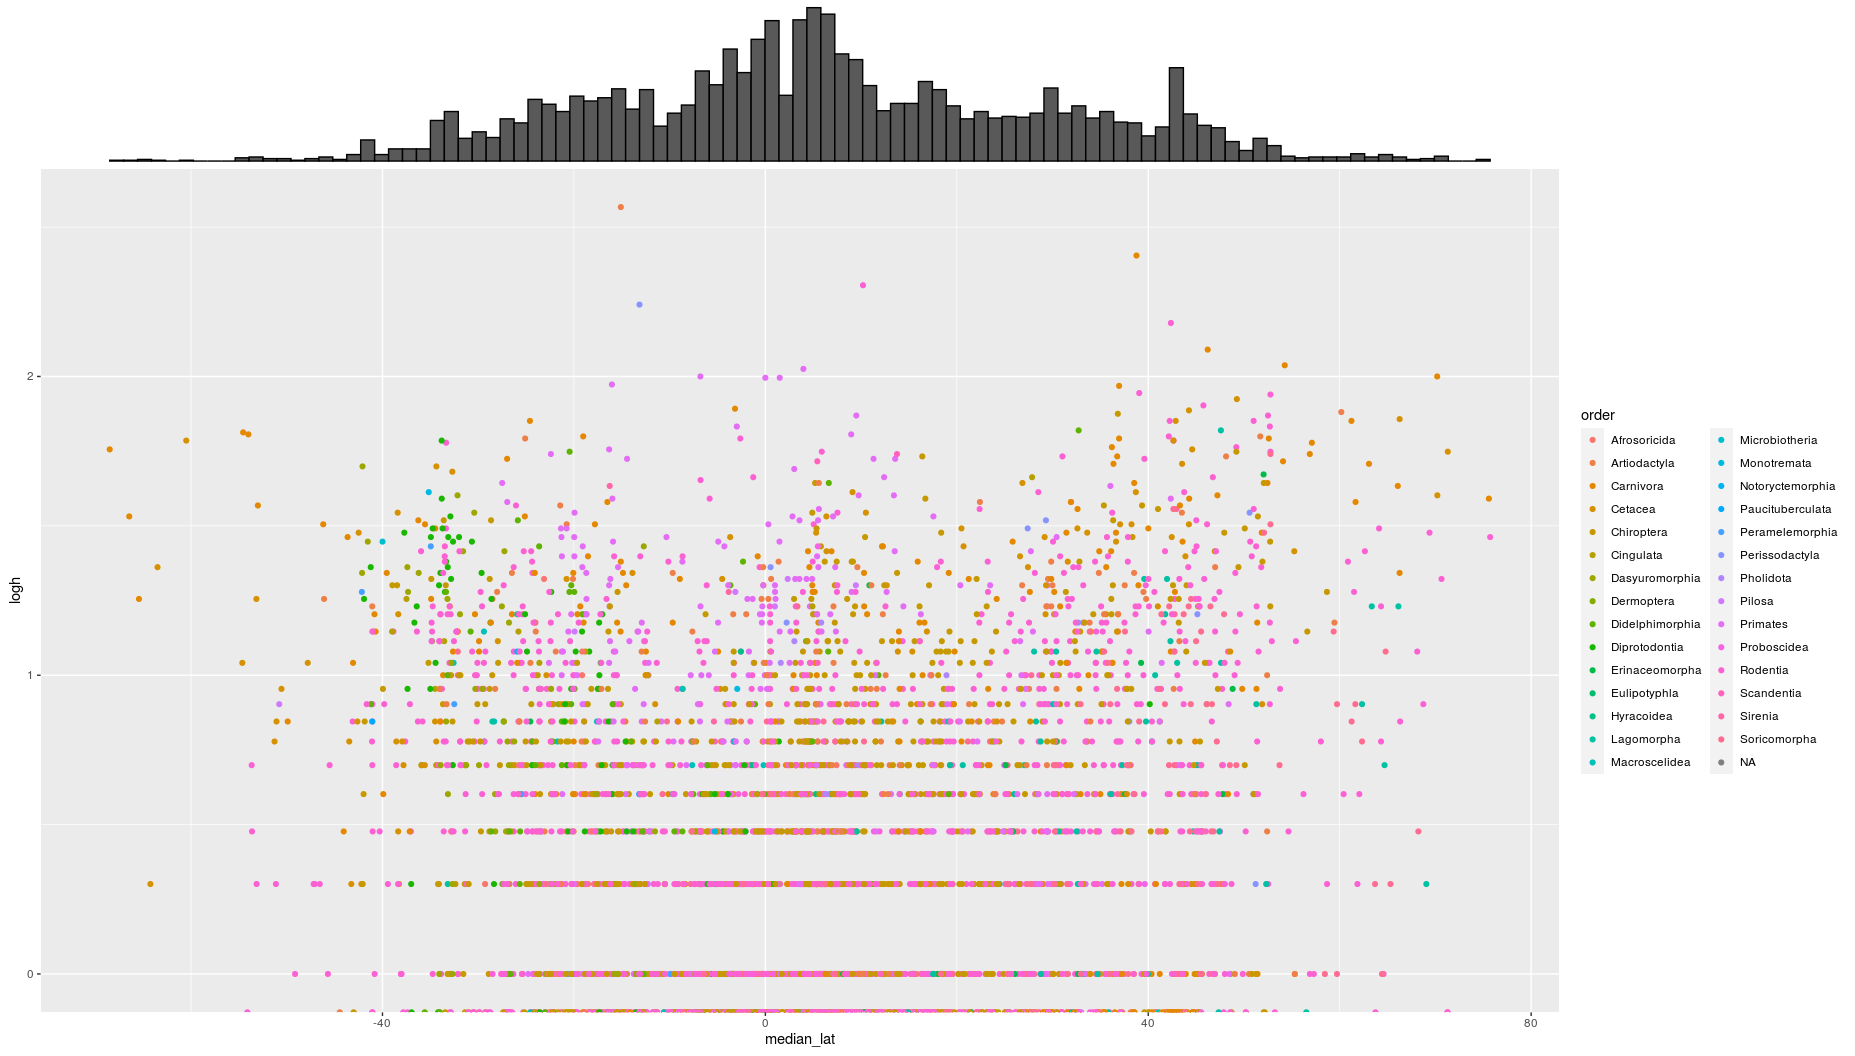 2
1
0
logh
-40
0
40
80
median_lat
order
Afrosoricida
Artiodactyla
Carnivora
Cetacea
Chiroptera
Cingulata
Dasyuromorphia
Dermoptera
Didelphimorphia
Diprotodontia
Erinaceomorpha
Eulipotyphla
Hyracoidea
Lagomorpha
Macroscelidea
Microbiotheria
Monotremata
Notoryctemorphia
Paucituberculata
Peramelemorphia
Perissodactyla
Pholidota
Pilosa
Primates
Proboscidea
Rodentia
Scandentia
Sirenia
Soricomorpha
NA